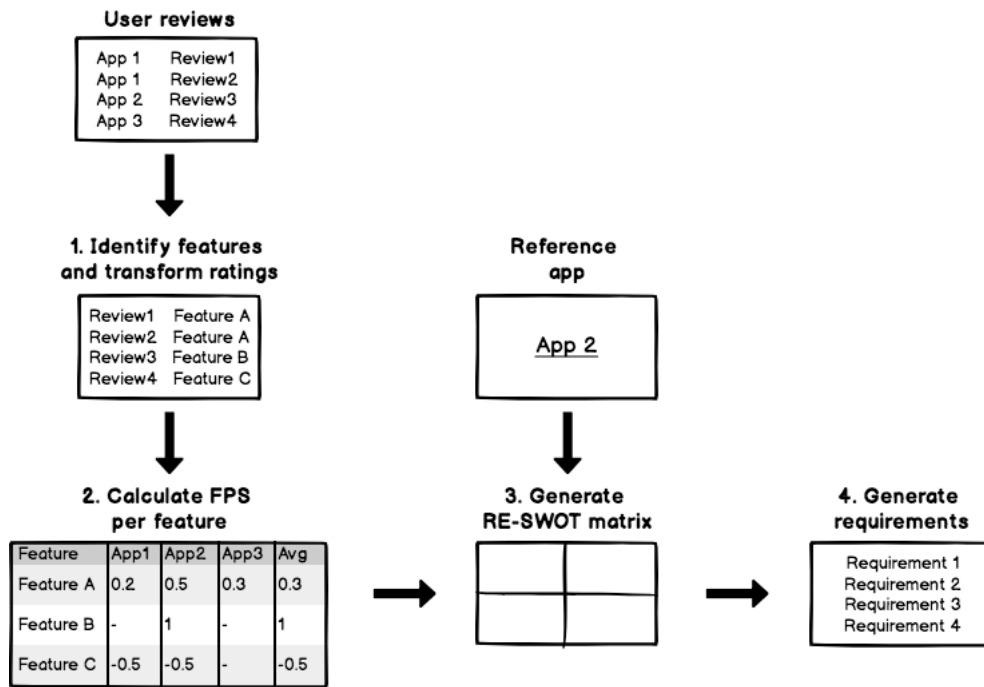 User reviews
App 1 Review1
App 1 Review2
App 2 Review3
App 3 Review4
1. Identify features
and transform ratings
Review1 Feature A
Review2 Feature A
Review3 Feature B
Review4 Feature C
Reference
app
App 2
2. Calculate FPS
per feature
Feature App1 App2 App3 Avg
Feature A 0.2 0.5 0.3 0.3
Feature B - 1 - 1
Feature C -0.5 -0.5 - -0.5
3. Generate
RE-SWOT matrix
4. Generate
requirements
Requirement 1
Requirement 2
Requirement 3
Requirement 4